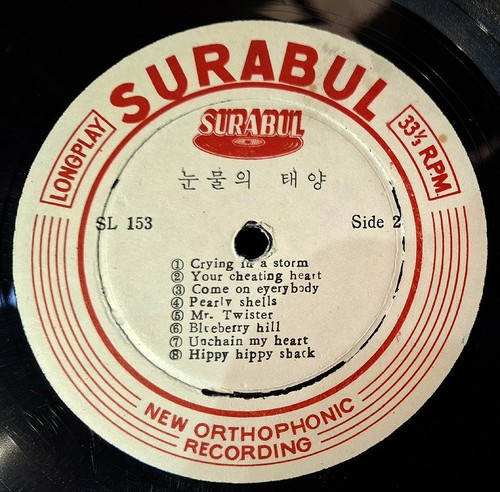 SURABUL
LONGPLAY
33⅓ RPM.
SURABUL
눈물의 태양
SL 153
Side 2
① Crying in a storm
② Your cheating heart
③ Come on eyerybody
④ Pearly shells
⑤ Mr. Twister
⑥ Blueberry hill
⑦ Unchain my heart
⑧ Hippy hippy shack
NEW ORTHOPHONIC
RECORDING